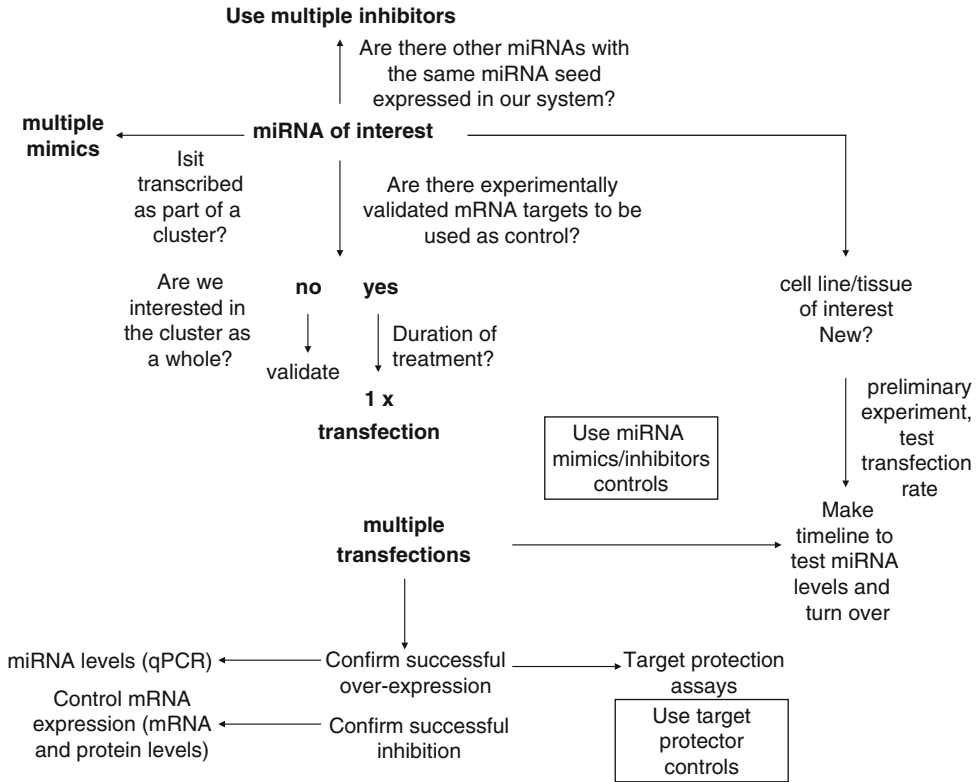 Use multiple inhibitors
Are there other miRNAs with
the same miRNA seed
expressed in our system?
multiple
mimics
miRNA of interest
Isit
transcribed
as part of a
cluster?
Are there experimentally
validated mRNA targets to be
used as control?
Are we
interested in
the cluster as
a whole?
no
yes
validate
Duration of
treatment?
1 x
transfection
cell line/tissue
of interest
New?
preliminary
experiment,
test
transfection
rate
Use miRNA
mimics/inhibitors
controls
Make
timeline to
test miRNA
levels and
turn over
multiple
transfections
miRNA levels (qPCR)
Confirm successful
over-expression
Target protection
assays
Control mRNA
expression (mRNA
and protein levels)
Confirm successful
inhibition
Use target
protector
controls